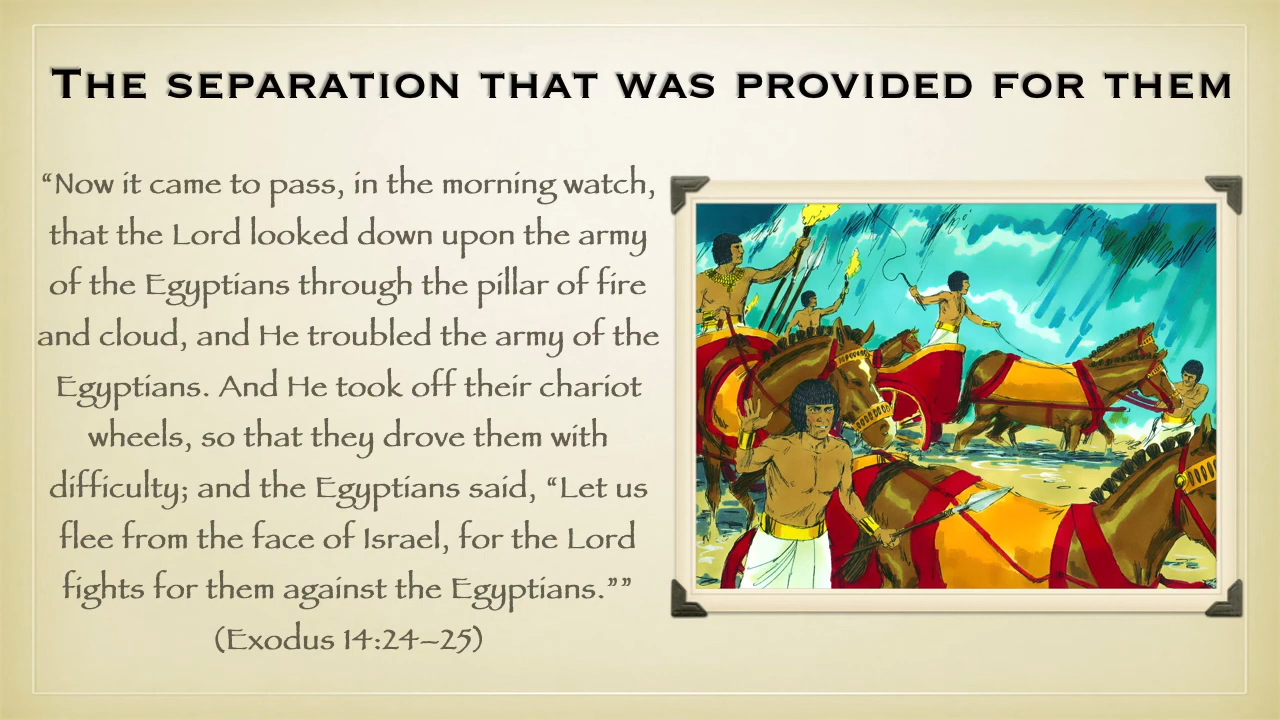 The separation that was provided for them
“Now it came to pass, in the morning watch,
that the Lord looked down upon the army
of the Egyptians through the pillar of fire
and cloud, and He troubled the army of the
Egyptians. And He took off their chariot
wheels, so that they drove them with
difficulty; and the Egyptians said, “Let us
flee from the face of Israel, for the Lord
fights for them against the Egyptians.””
(Exodus 14:24–25)